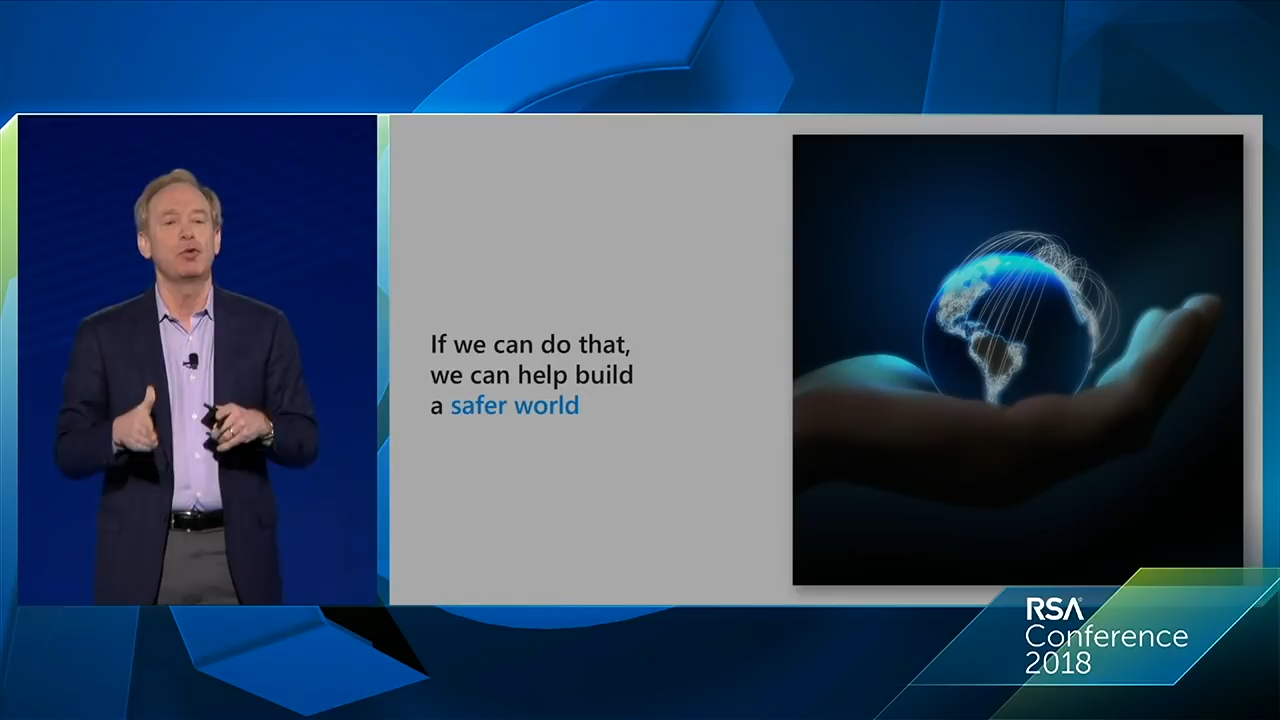 If we can do that,
we can help build
a safer world
RSA
Conference
2018